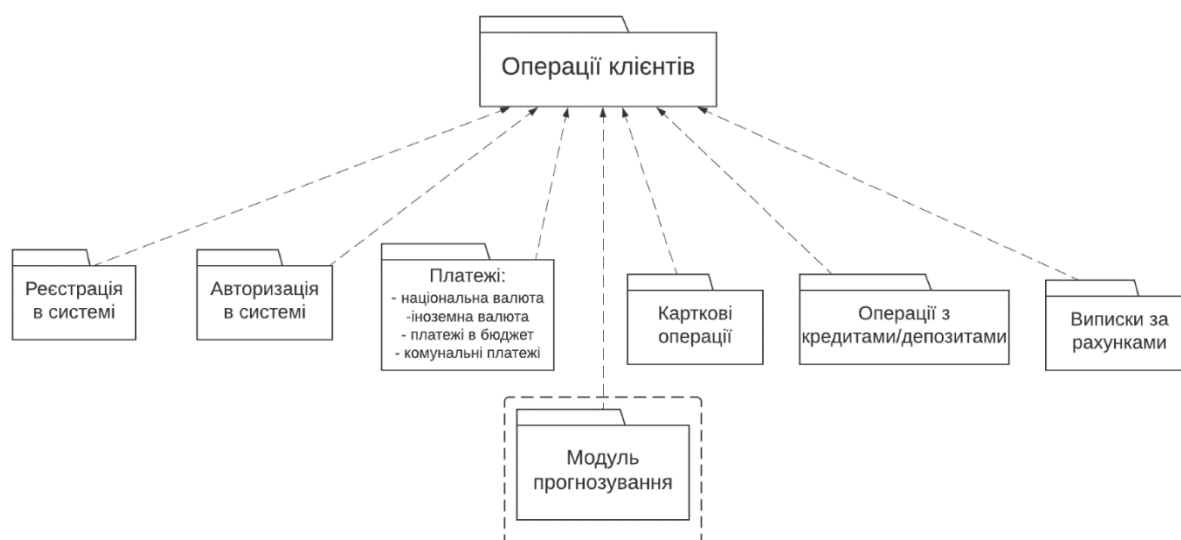 Операції клієнтів
Реєстрація
в системі
Авторизація
в системі
Платежі:
- національна валюта
-іноземна валюта
- платежі в бюджет
- комунальні платежі
Карткові
операції
Операції з
кредитами/депозитами
Виписки за
рахунками
Модуль
прогнозування